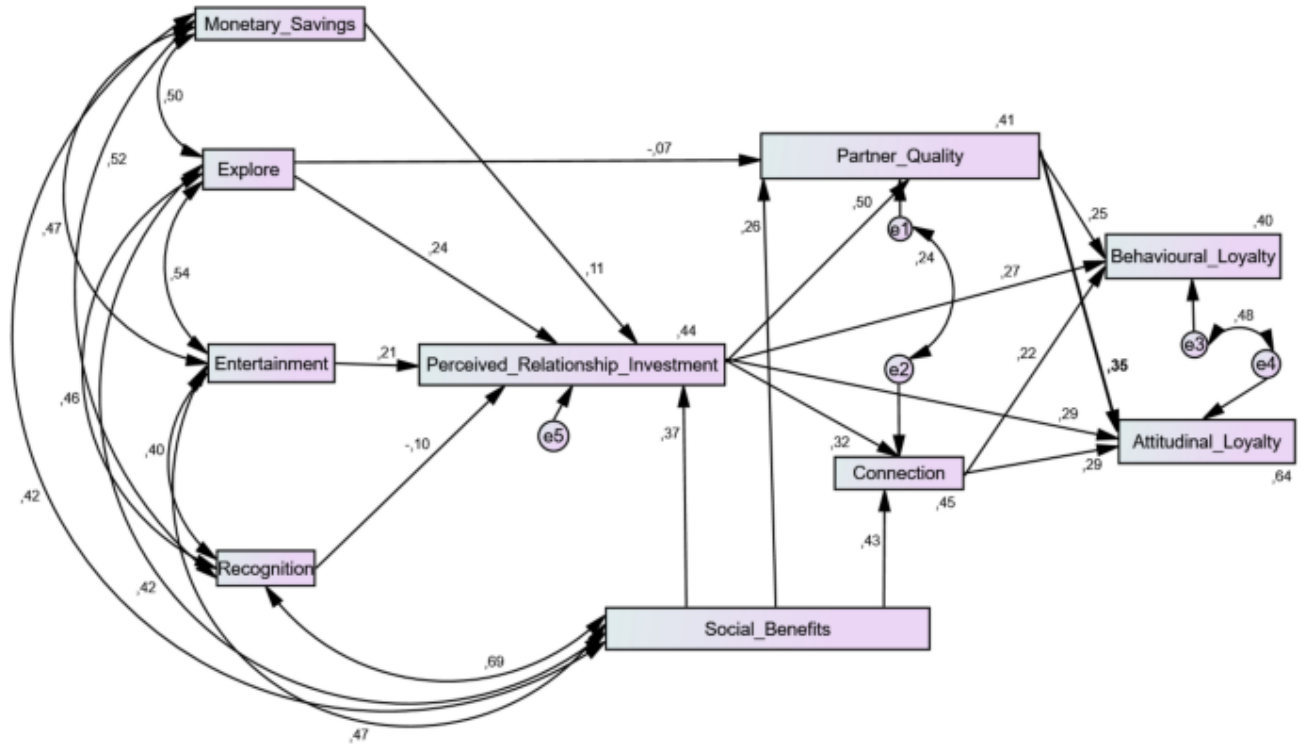 Monetary_Savings
,50
,41
-,07
Partner_Quality
,52
Explore
,50
,25
,40
,26
e1
,47
,24
,24
Behavioural_Loyalty
,54
,11
,27
,48
,44
e3
Entertainment
,21
Perceived_Relationship_Investment
e2
,22
,35
e4
,46
,29
-,10
e5
,37
,32
Attitudinal_Loyalty
,40
Connection
,29
,64
,42
,45
,43
Recognition
,42
Social_Benefits
,69
,47